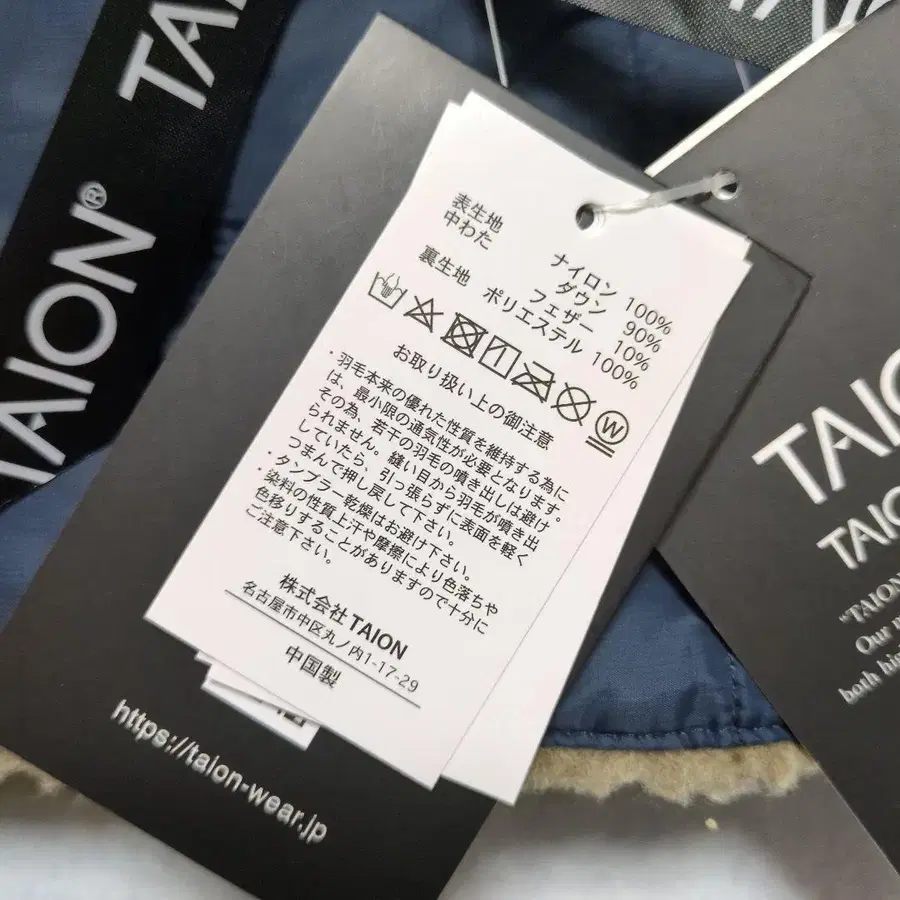 TAION®
TAION
表生地 ナイロン 100%
中わた ダウン 90%
フェザー 10%
裏生地 ポリエステル 100%
W
お取り扱い上の御注意
・羽毛本来の優れた性質を維持する為に
は、最小限の通気性が必要となります。
その為、若干の羽毛の噴き出しは避け
られません。縫い目から羽毛が噴き出
していたら、引っ張らずに表面を軽く
つまんで押し戻して下さい。
・タンブラー乾燥はお避け下さい。
・染料の性質上汗や摩擦により色落ちや
色移りすることがありますので十分に
ご注意下さい。
株式会社 TAION
名古屋市中区丸ノ内1-17-29
中国製
https://taion-wear.jp
TAIO
TAION
"TAION
Our
both